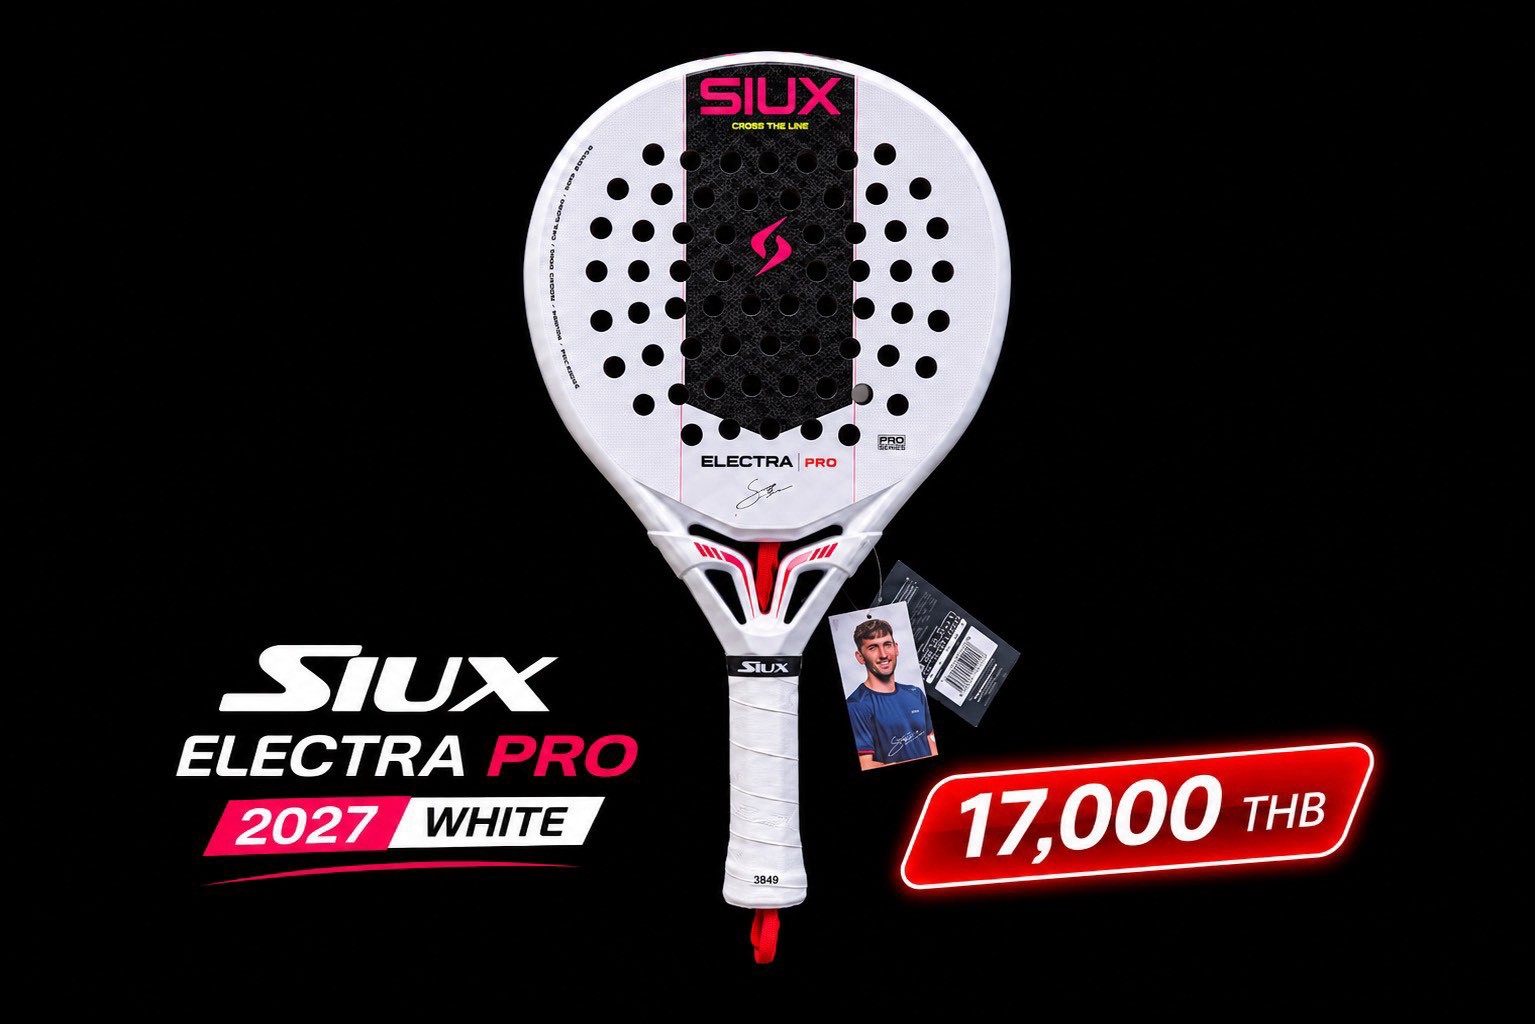 SIUX
CROSS THE LINE
ELECTRA | PRO
PRO
SERIES
SIUX
3849
SIUX
ELECTRA PRO
2027 WHITE
17,000 THB